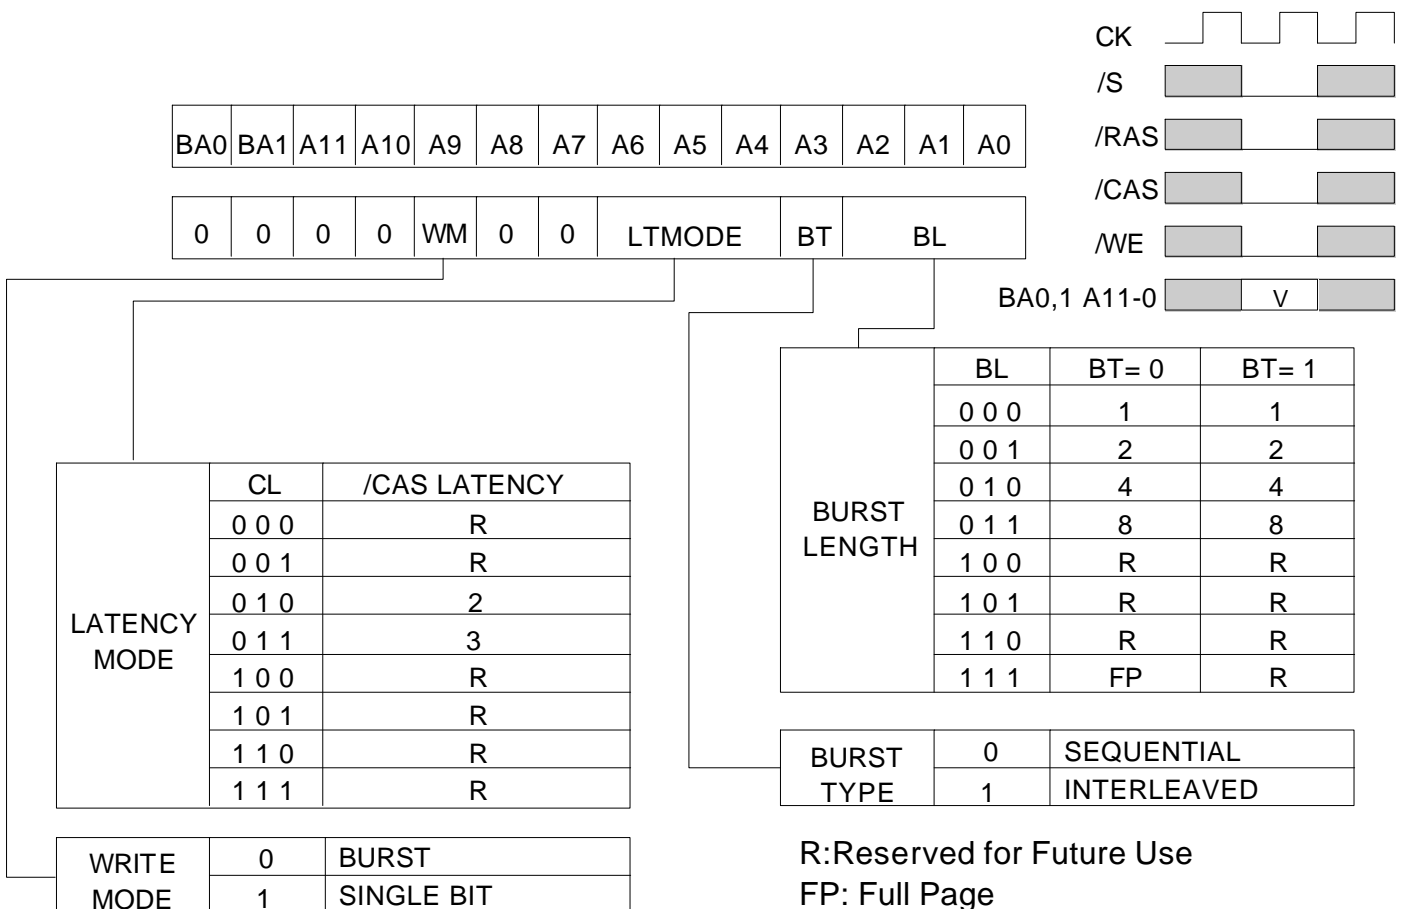 CK
/S
/RAS
/CAS
/WE
BA0,1 A11-0 V
BA0 BA1 A11 A10 A9 A8 A7 A6 A5 A4 A3 A2 A1 A0
0 0 0 0 WM 0 0 LTMODE BT BL
BURST LENGTH
BL BT= 0 BT= 1
0 0 0 1 1
0 0 1 2 2
0 1 0 4 4
0 1 1 8 8
1 0 0 R R
1 0 1 R R
1 1 0 R R
1 1 1 FP R
LATENCY MODE
CL /CAS LATENCY
0 0 0 R
0 0 1 R
0 1 0 2
0 1 1 3
1 0 0 R
1 0 1 R
1 1 0 R
1 1 1 R
BURST TYPE
0 SEQUENTIAL
1 INTERLEAVED
WRITE MODE
0 BURST
1 SINGLE BIT
R:Reserved for Future Use
FP: Full Page